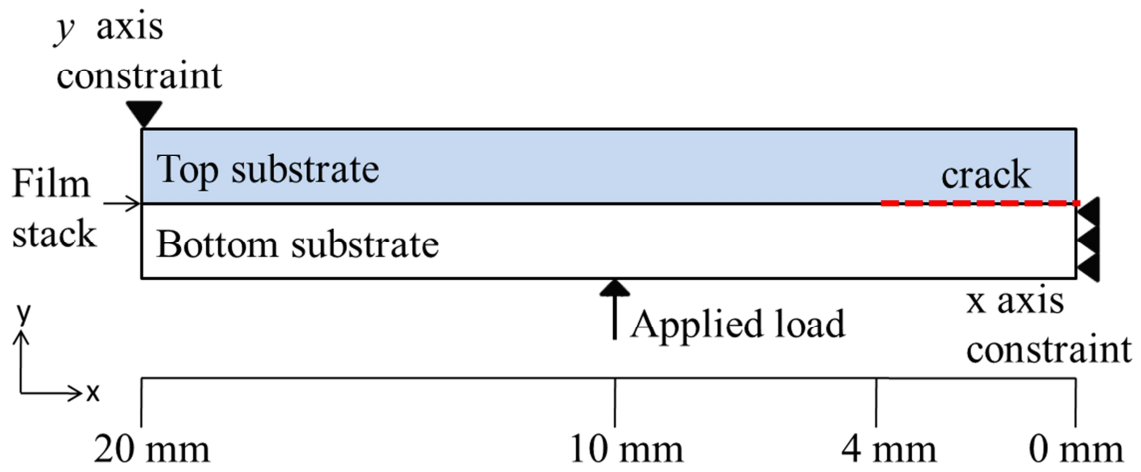 y axis
constraint
Top substrate
crack
Film
stack
Bottom substrate
Applied load
x axis
constraint
y
x
20 mm
10 mm
4 mm
0 mm